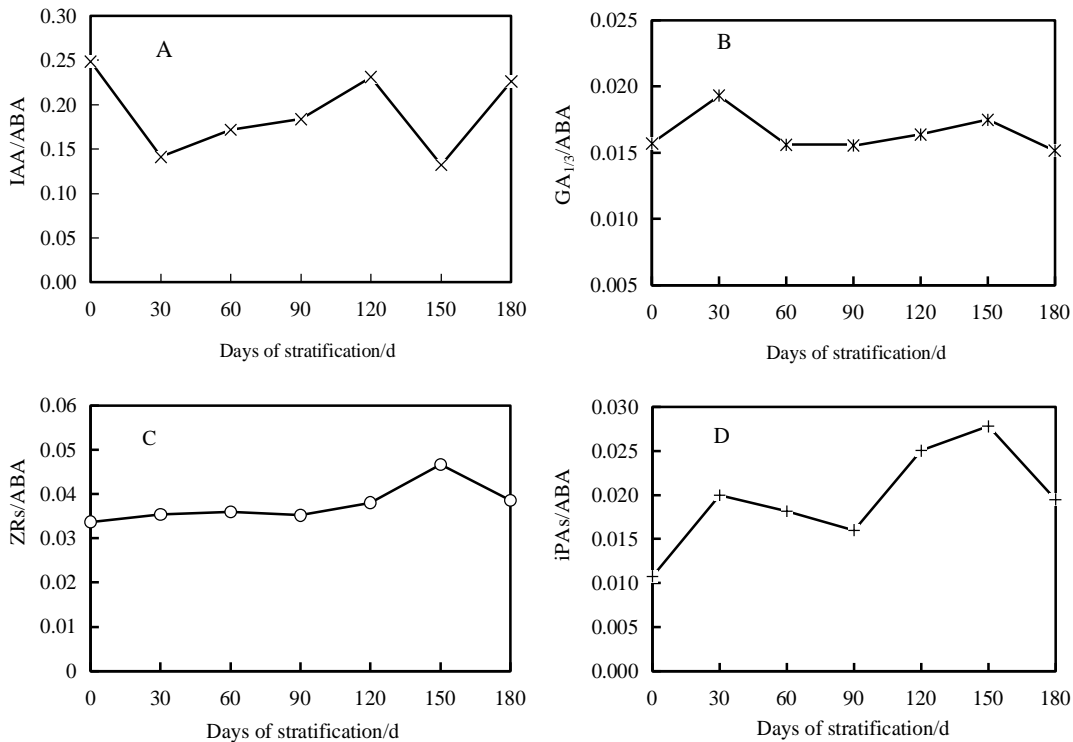 A
IAA/ABA
0.30
0.25
0.20
0.15
0.10
0.05
0.00
0 30 60 90 120 150 180
Days of stratification/d
B
GA1/3/ABA
0.025
0.020
0.015
0.010
0.005
0 30 60 90 120 150 180
Days of stratification/d
C
ZRs/ABA
0.06
0.05
0.04
0.03
0.02
0.01
0
0 30 60 90 120 150 180
Days of stratification/d
D
iPAs/ABA
0.030
0.025
0.020
0.015
0.010
0.005
0.000
0 30 60 90 120 150 180
Days of stratification/d